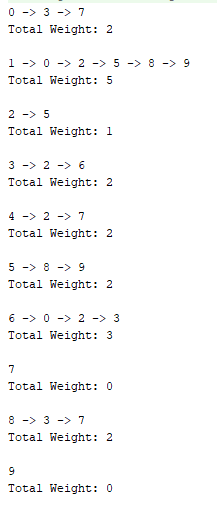 0 -> 3 -> 7
Total Weight: 2
1 -> 0 -> 2 -> 5 -> 8 -> 9
Total Weight: 5
2 -> 5
Total Weight: 1
3 -> 2 -> 6
Total Weight: 2
4 -> 2 -> 7
Total Weight: 2
5 -> 8 -> 9
Total Weight: 2
6 -> 0 -> 2 -> 3
Total Weight: 3
7
Total Weight: 0
8 -> 3 -> 7
Total Weight: 2
9
Total Weight: 0